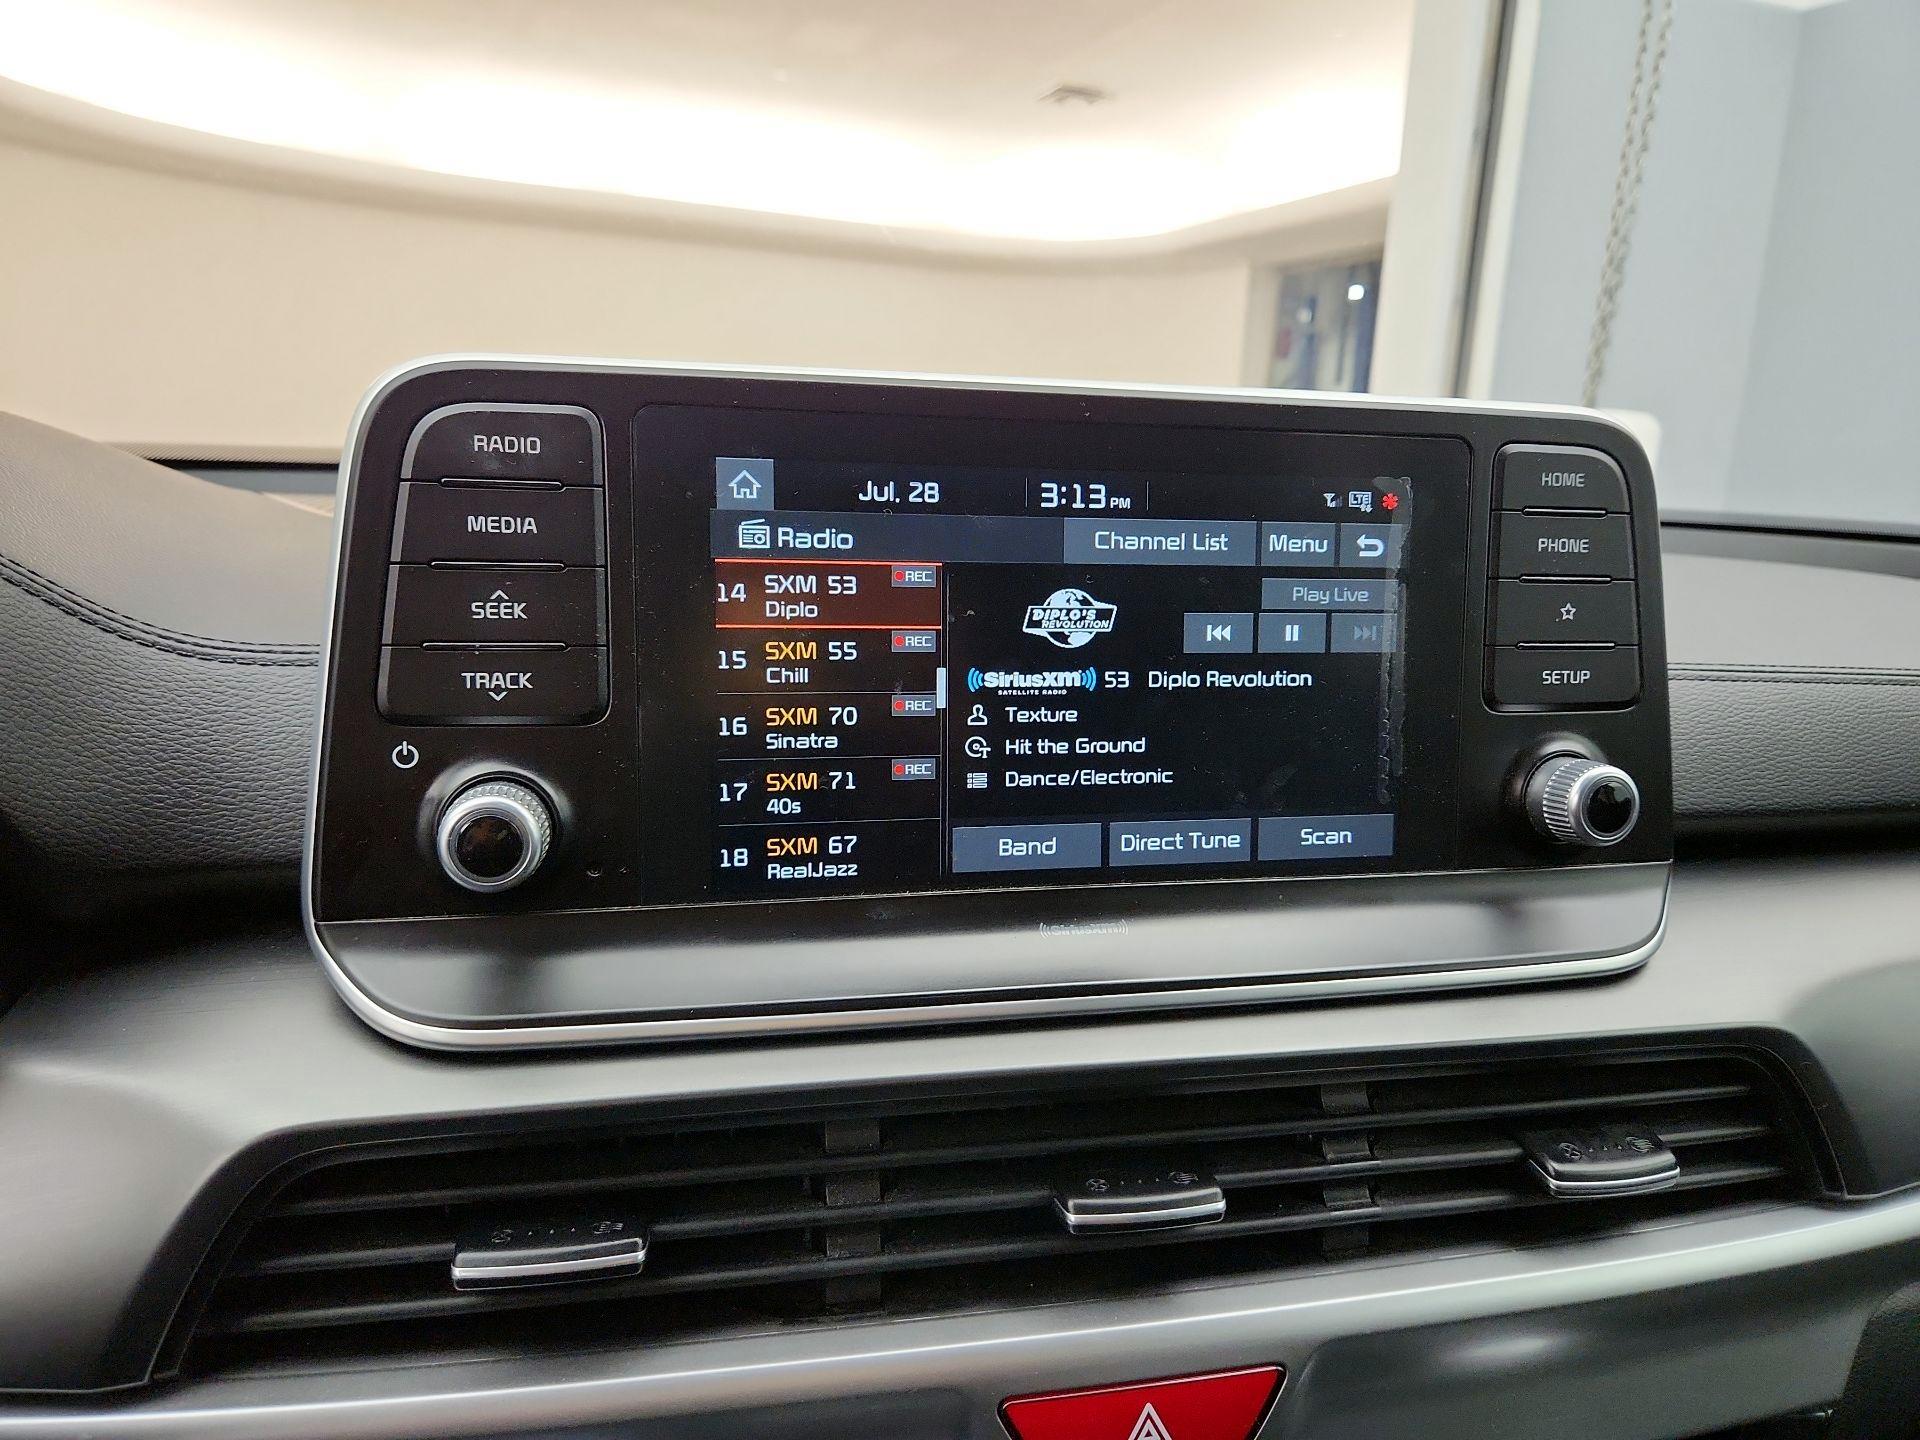 RADIO
MEDIA
SEEK
TRACK
HOME
PHONE
SETUP
Jul. 28
3:13 PM
LTE
Radio
Channel List
Menu
14 SXM 53 REC
Diplo
15 SXM 55 REC
Chill
16 SXM 70 REC
Sinatra
17 SXM 71 REC
40s
18 SXM 67
RealJazz
DIPLO'S
REVOLUTION
Play Live
SiriusXM 53 Diplo Revolution
SATELLITE RADIO
Texture
Hit the Ground
Dance/Electronic
Band
Direct Tune
Scan
SiriusXM